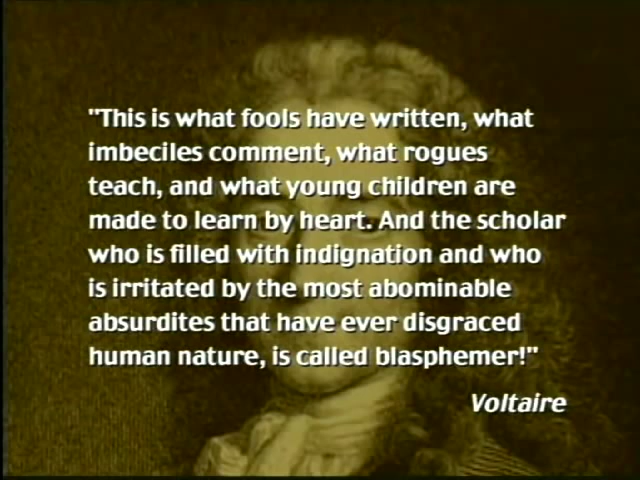 "This is what fools have written, what
imbeciles comment, what rogues
teach, and what young children are
made to learn by heart. And the scholar
who is filled with indignation and who
is irritated by the most abominable
absurdites that have ever disgraced
human nature, is called blasphemer!"
Voltaire